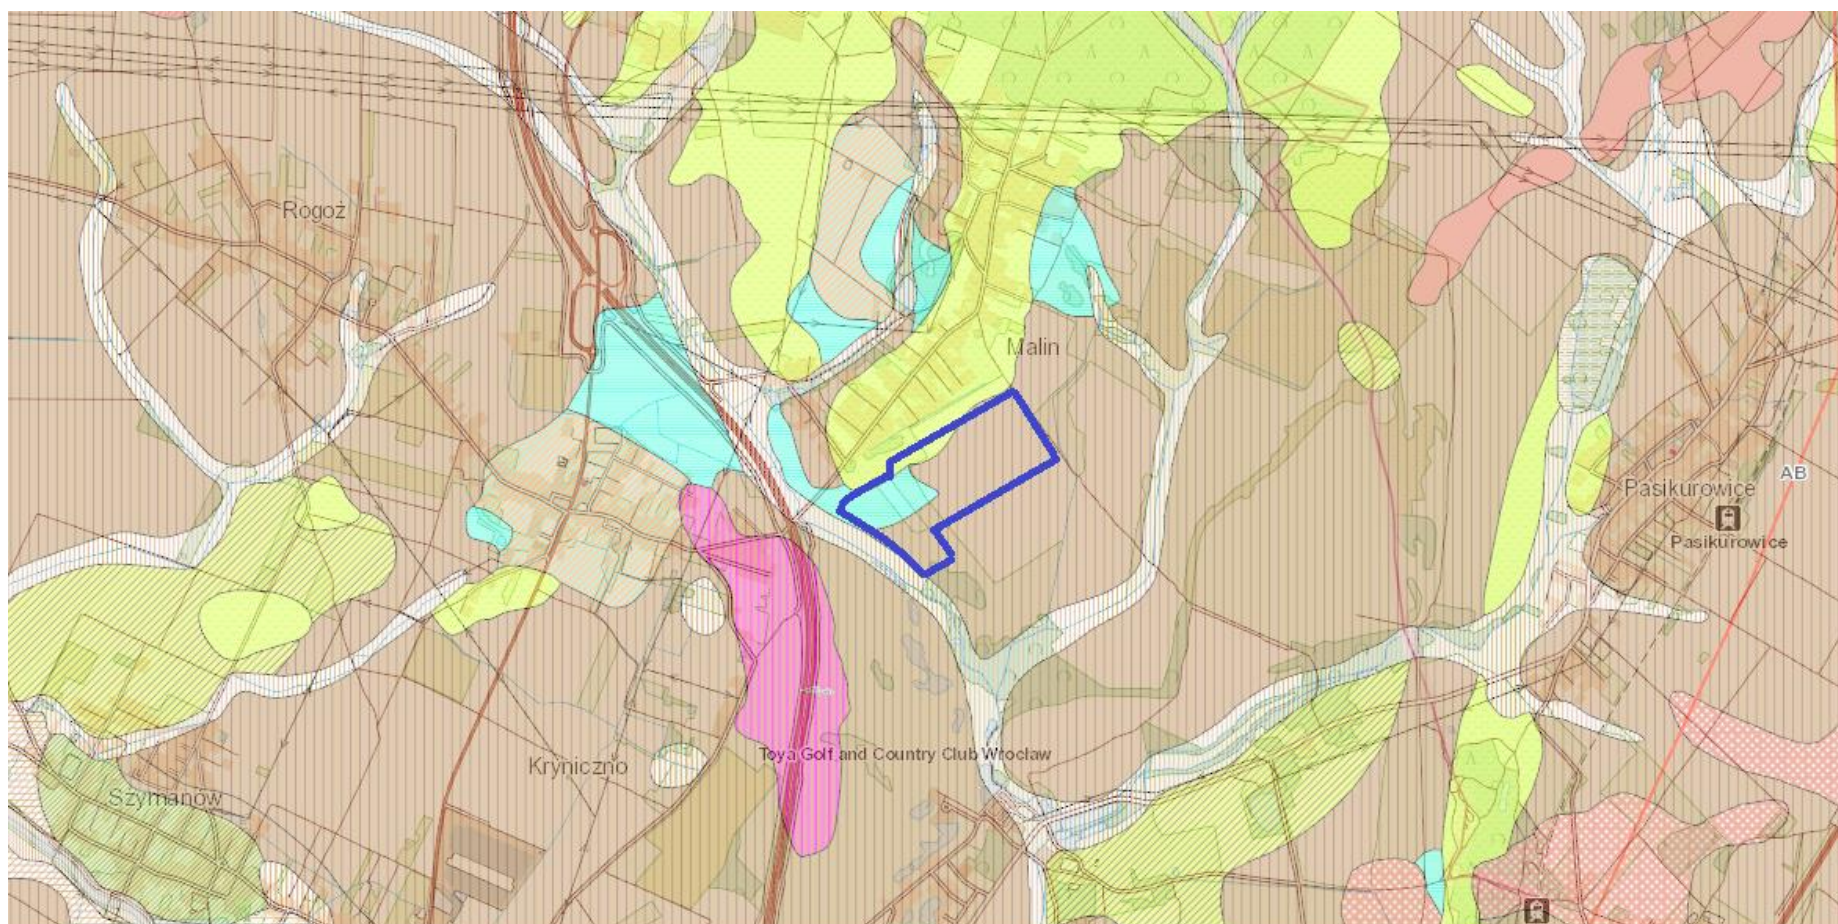 Rogoż
Malin
AB
Pasikurowice
Pasikurowice
Toya Golf and Country Club Wrocław
Kryniczno
Szymanów